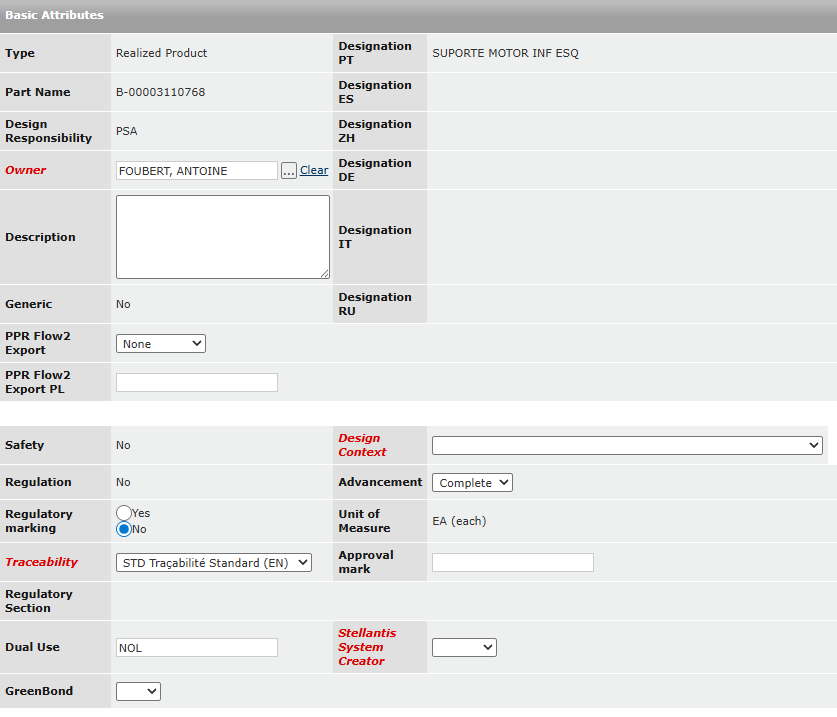 Basic Attributes
Type
Realized Product
Designation
PT
SUPORTE MOTOR INF ESQ
Part Name
B-00003110768
Designation
ES
Design
Responsibility
PSA
Designation
ZH
Owner
FOUBERT, ANTOINE
...
Clear
Designation
DE
Description
Designation
IT
Generic
No
Designation
RU
PPR Flow2
Export
None
PPR Flow2
Export PL
Safety
No
Design
Context
Regulation
No
Advancement
Complete
Regulatory
marking
Yes
No
Unit of
Measure
EA (each)
Traceability
STD Traçabilité Standard (EN)
Approval
mark
Regulatory
Section
Dual Use
NOL
Stellantis
System
Creator
GreenBond